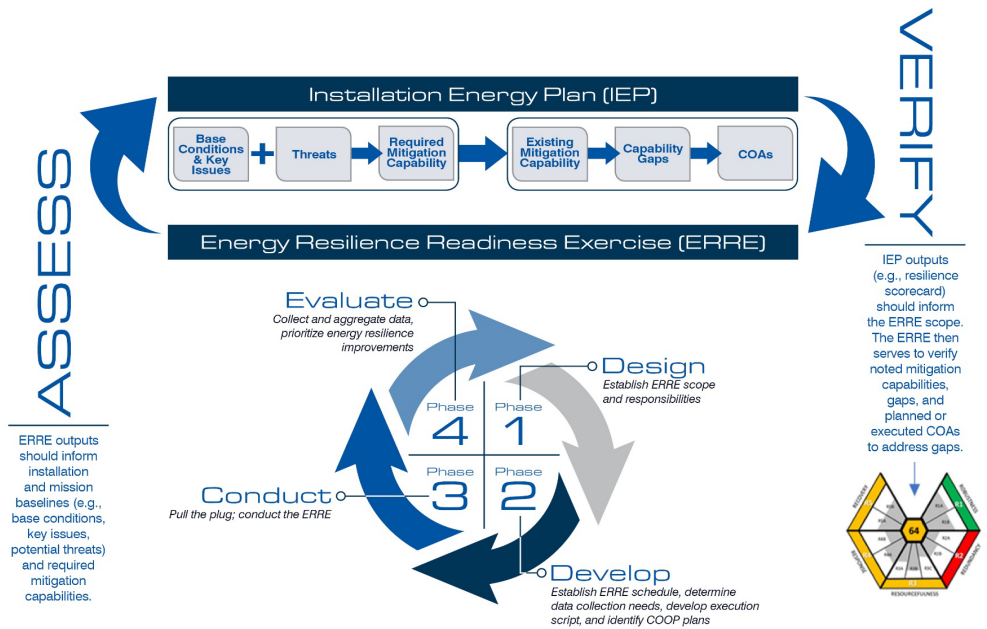 VERIFY
ASSESS
Installation Energy Plan (IEP)
Base
Conditions
& Key
Issues
Threats
Required
Mitigation
Capability
Existing
Mitigation
Capability
Capability
Gaps
COAs
Energy Resilience Readiness Exercise (ERRE)
IEP outputs
(e.g., resilience
scorecard)
should inform
the ERRE scope.
The ERRE then
serves to verify
noted mitigation
capabilities,
gaps, and
planned or
executed COAs
to address gaps.
ERRE outputs
should inform
installation
and mission
baselines (e.g.,
base conditions,
key issues,
potential threats)
and required
mitigation
capabilities.
Evaluate
Collect and aggregate data,
prioritize energy resilience
improvements
Design
Establish ERRE scope
and responsibilities
Phase
4
Phase
1
Phase
3
Phase
2
Conduct
Pull the plug; conduct the ERRE
Develop
Establish ERRE schedule, determine
data collection needs, develop execution
script, and identify COOP plans
RECOVERY
ROBUSTNESS
R1
64
R2
RESPONSE
REDUNDANCY
R3
RESOURCEFULNESS